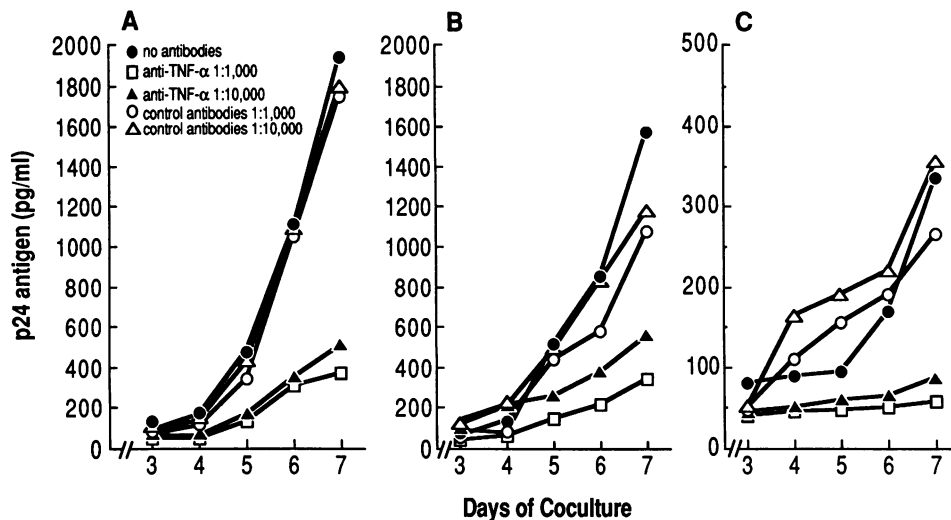 A
B
C
no antibodies
anti-TNF-α 1:1,000
anti-TNF-α 1:10,000
control antibodies 1:1,000
control antibodies 1:10,000
p24 antigen (pg/ml)
2000
1800
1600
1400
1200
1000
800
600
400
200
0
3 4 5 6 7
2000
1800
1600
1400
1200
1000
800
600
400
200
0
3 4 5 6 7
500
400
300
200
100
0
3 4 5 6 7
Days of Coculture